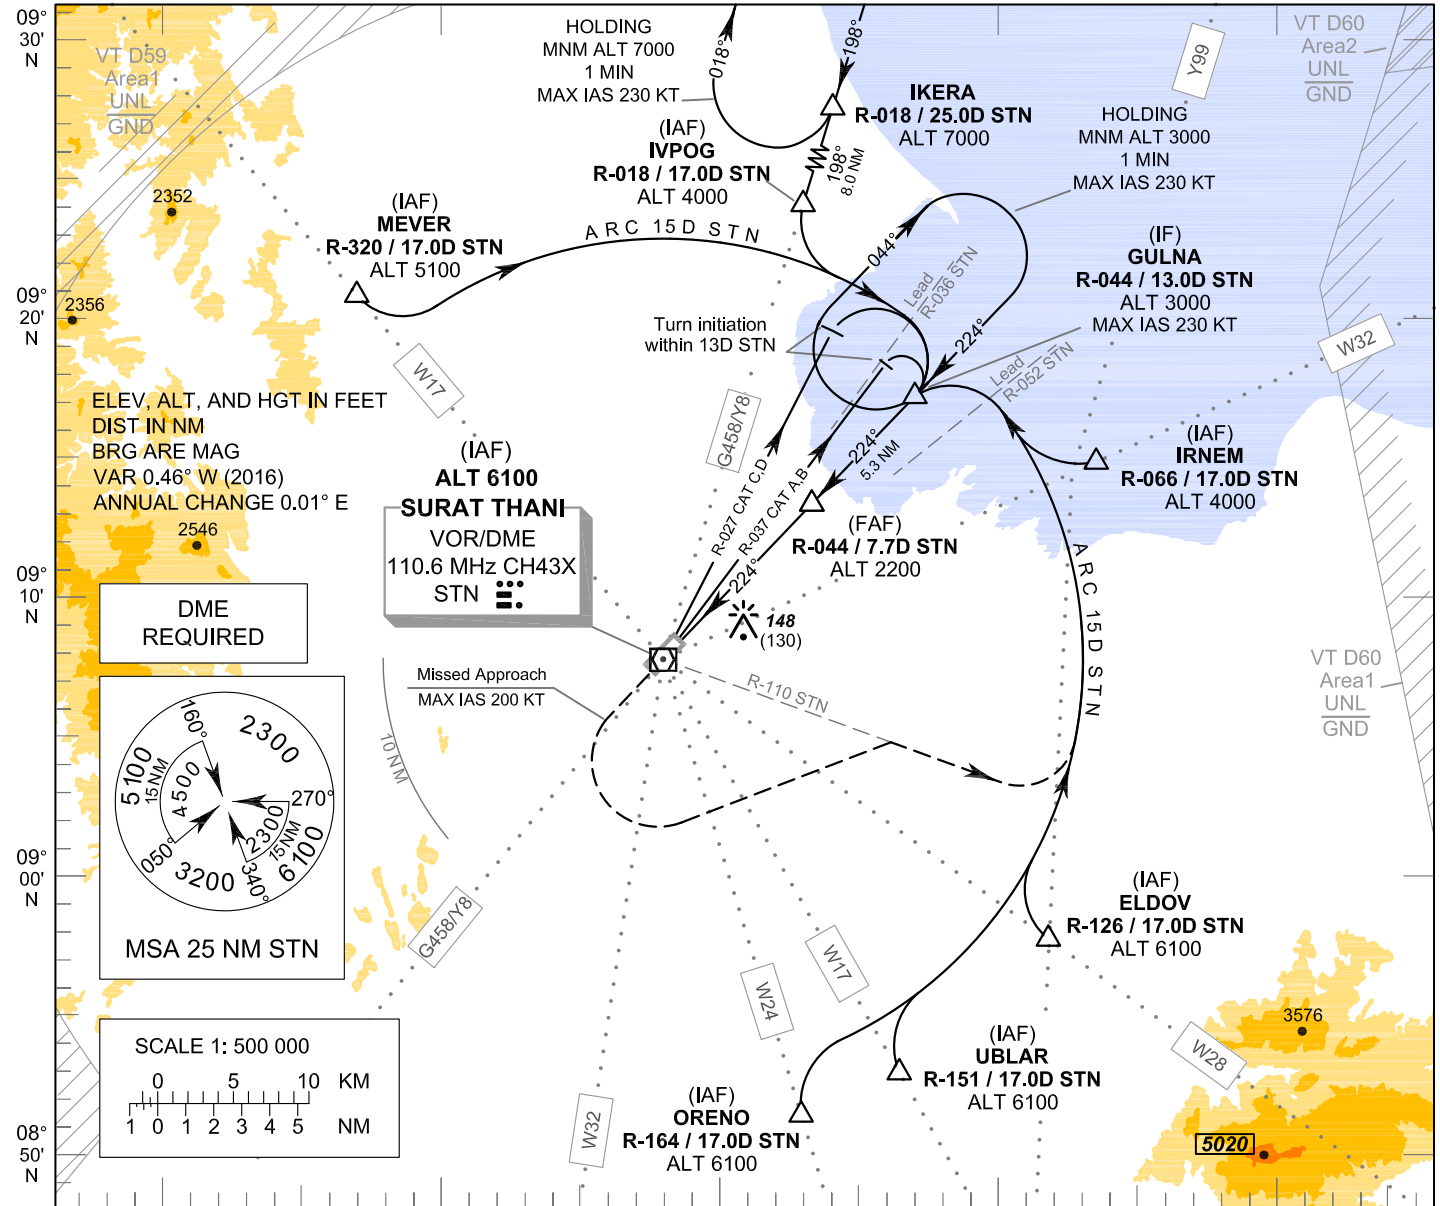 09°
30'
N
09°
20'
N
09°
10'
N
09°
00'
N
08°
50'
N
VT D59
Area1
UNL
GND
HOLDING
MNM ALT 7000
1 MIN
MAX IAS 230 KT
018°
198°
IKERA
R-018 / 25.0D STN
ALT 7000
Y99
VT D60
Area2
UNL
GND
HOLDING
MNM ALT 3000
1 MIN
MAX IAS 230 KT
(IAF)
IVPOG
R-018 / 17.0D STN
ALT 4000
198°
8.0 NM
2352
2356
2546
(IAF)
MEVER
R-320 / 17.0D STN
ALT 5100
ARC 15D STN
044°
Lead
R-036 STN
(IF)
GULNA
R-044 / 13.0D STN
ALT 3000
MAX IAS 230 KT
Turn initiation
within 13D STN
224°
Lead
R-052 STN
W32
W17
G458/Y8
ELEV, ALT, AND HGT IN FEET
DIST IN NM
BRG ARE MAG
VAR 0.46° W (2016)
ANNUAL CHANGE 0.01° E
(IAF)
ALT 6100
SURAT THANI
VOR/DME
110.6 MHz CH43X
STN
R-027 CAT C,D
R-037 CAT A,B
224°
5.3 NM
224°
(IAF)
IRNEM
R-066 / 17.0D STN
ALT 4000
(FAF)
R-044 / 7.7D STN
ALT 2200
148
(130)
ARC 15D STN
DME
REQUIRED
Missed Approach
MAX IAS 200 KT
R-110 STN
10 NM
VT D60
Area1
UNL
GND
160°
2300
5100
15 NM
4500
270°
2300
15 NM
6100
050°
3200
340°
MSA 25 NM STN
G458/Y8
W17
W24
W32
W28
(IAF)
ELDOV
R-126 / 17.0D STN
ALT 6100
(IAF)
UBLAR
R-151 / 17.0D STN
ALT 6100
(IAF)
ORENO
R-164 / 17.0D STN
ALT 6100
3576
5020
SCALE 1: 500 000
0 5 10 KM
1 0 1 2 3 4 5 NM